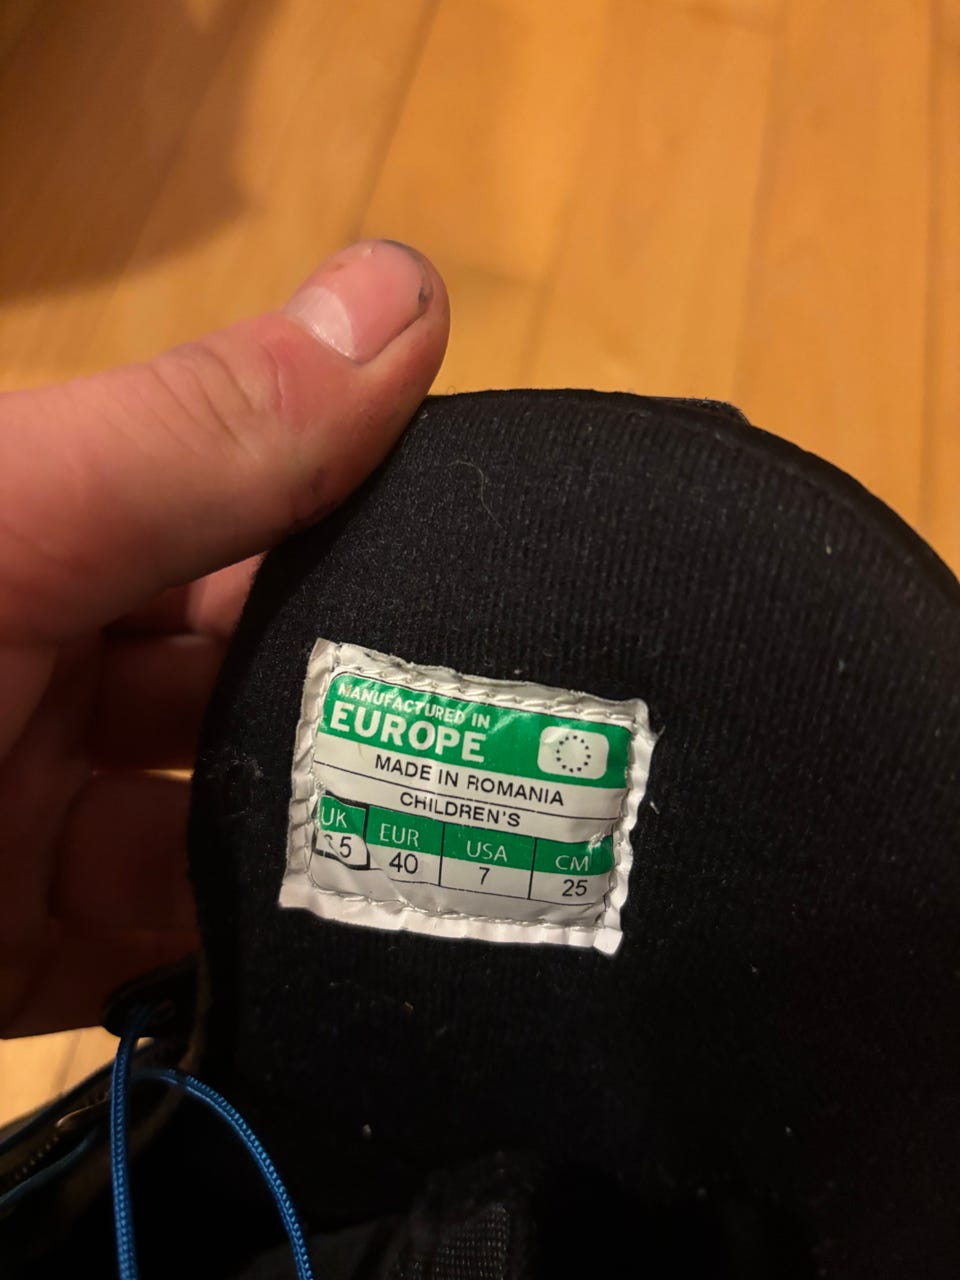 MANUFACTURED IN
EUROPE
MADE IN ROMANIA
CHILDREN'S
UK EUR USA CM
40 7 25